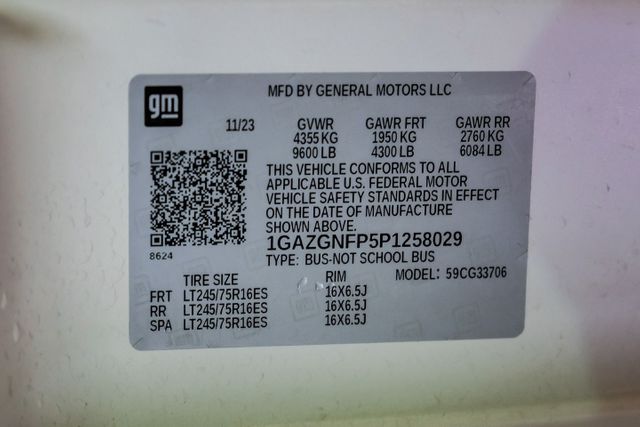 gm
MFD BY GENERAL MOTORS LLC
11/23 GVWR GAWR FRT GAWR RR
4355 KG 1950 KG 2760 KG
9600 LB 4300 LB 6084 LB
THIS VEHICLE CONFORMS TO ALL
APPLICABLE U.S. FEDERAL MOTOR
VEHICLE SAFETY STANDARDS IN EFFECT
ON THE DATE OF MANUFACTURE
SHOWN ABOVE.
8624
1GAZGNFP5P1258029
TYPE: BUS-NOT SCHOOL BUS
TIRE SIZE RIM MODEL: 59CG33706
FRT LT245/75R16ES 16X6.5J
RR LT245/75R16ES 16X6.5J
SPA LT245/75R16ES 16X6.5J